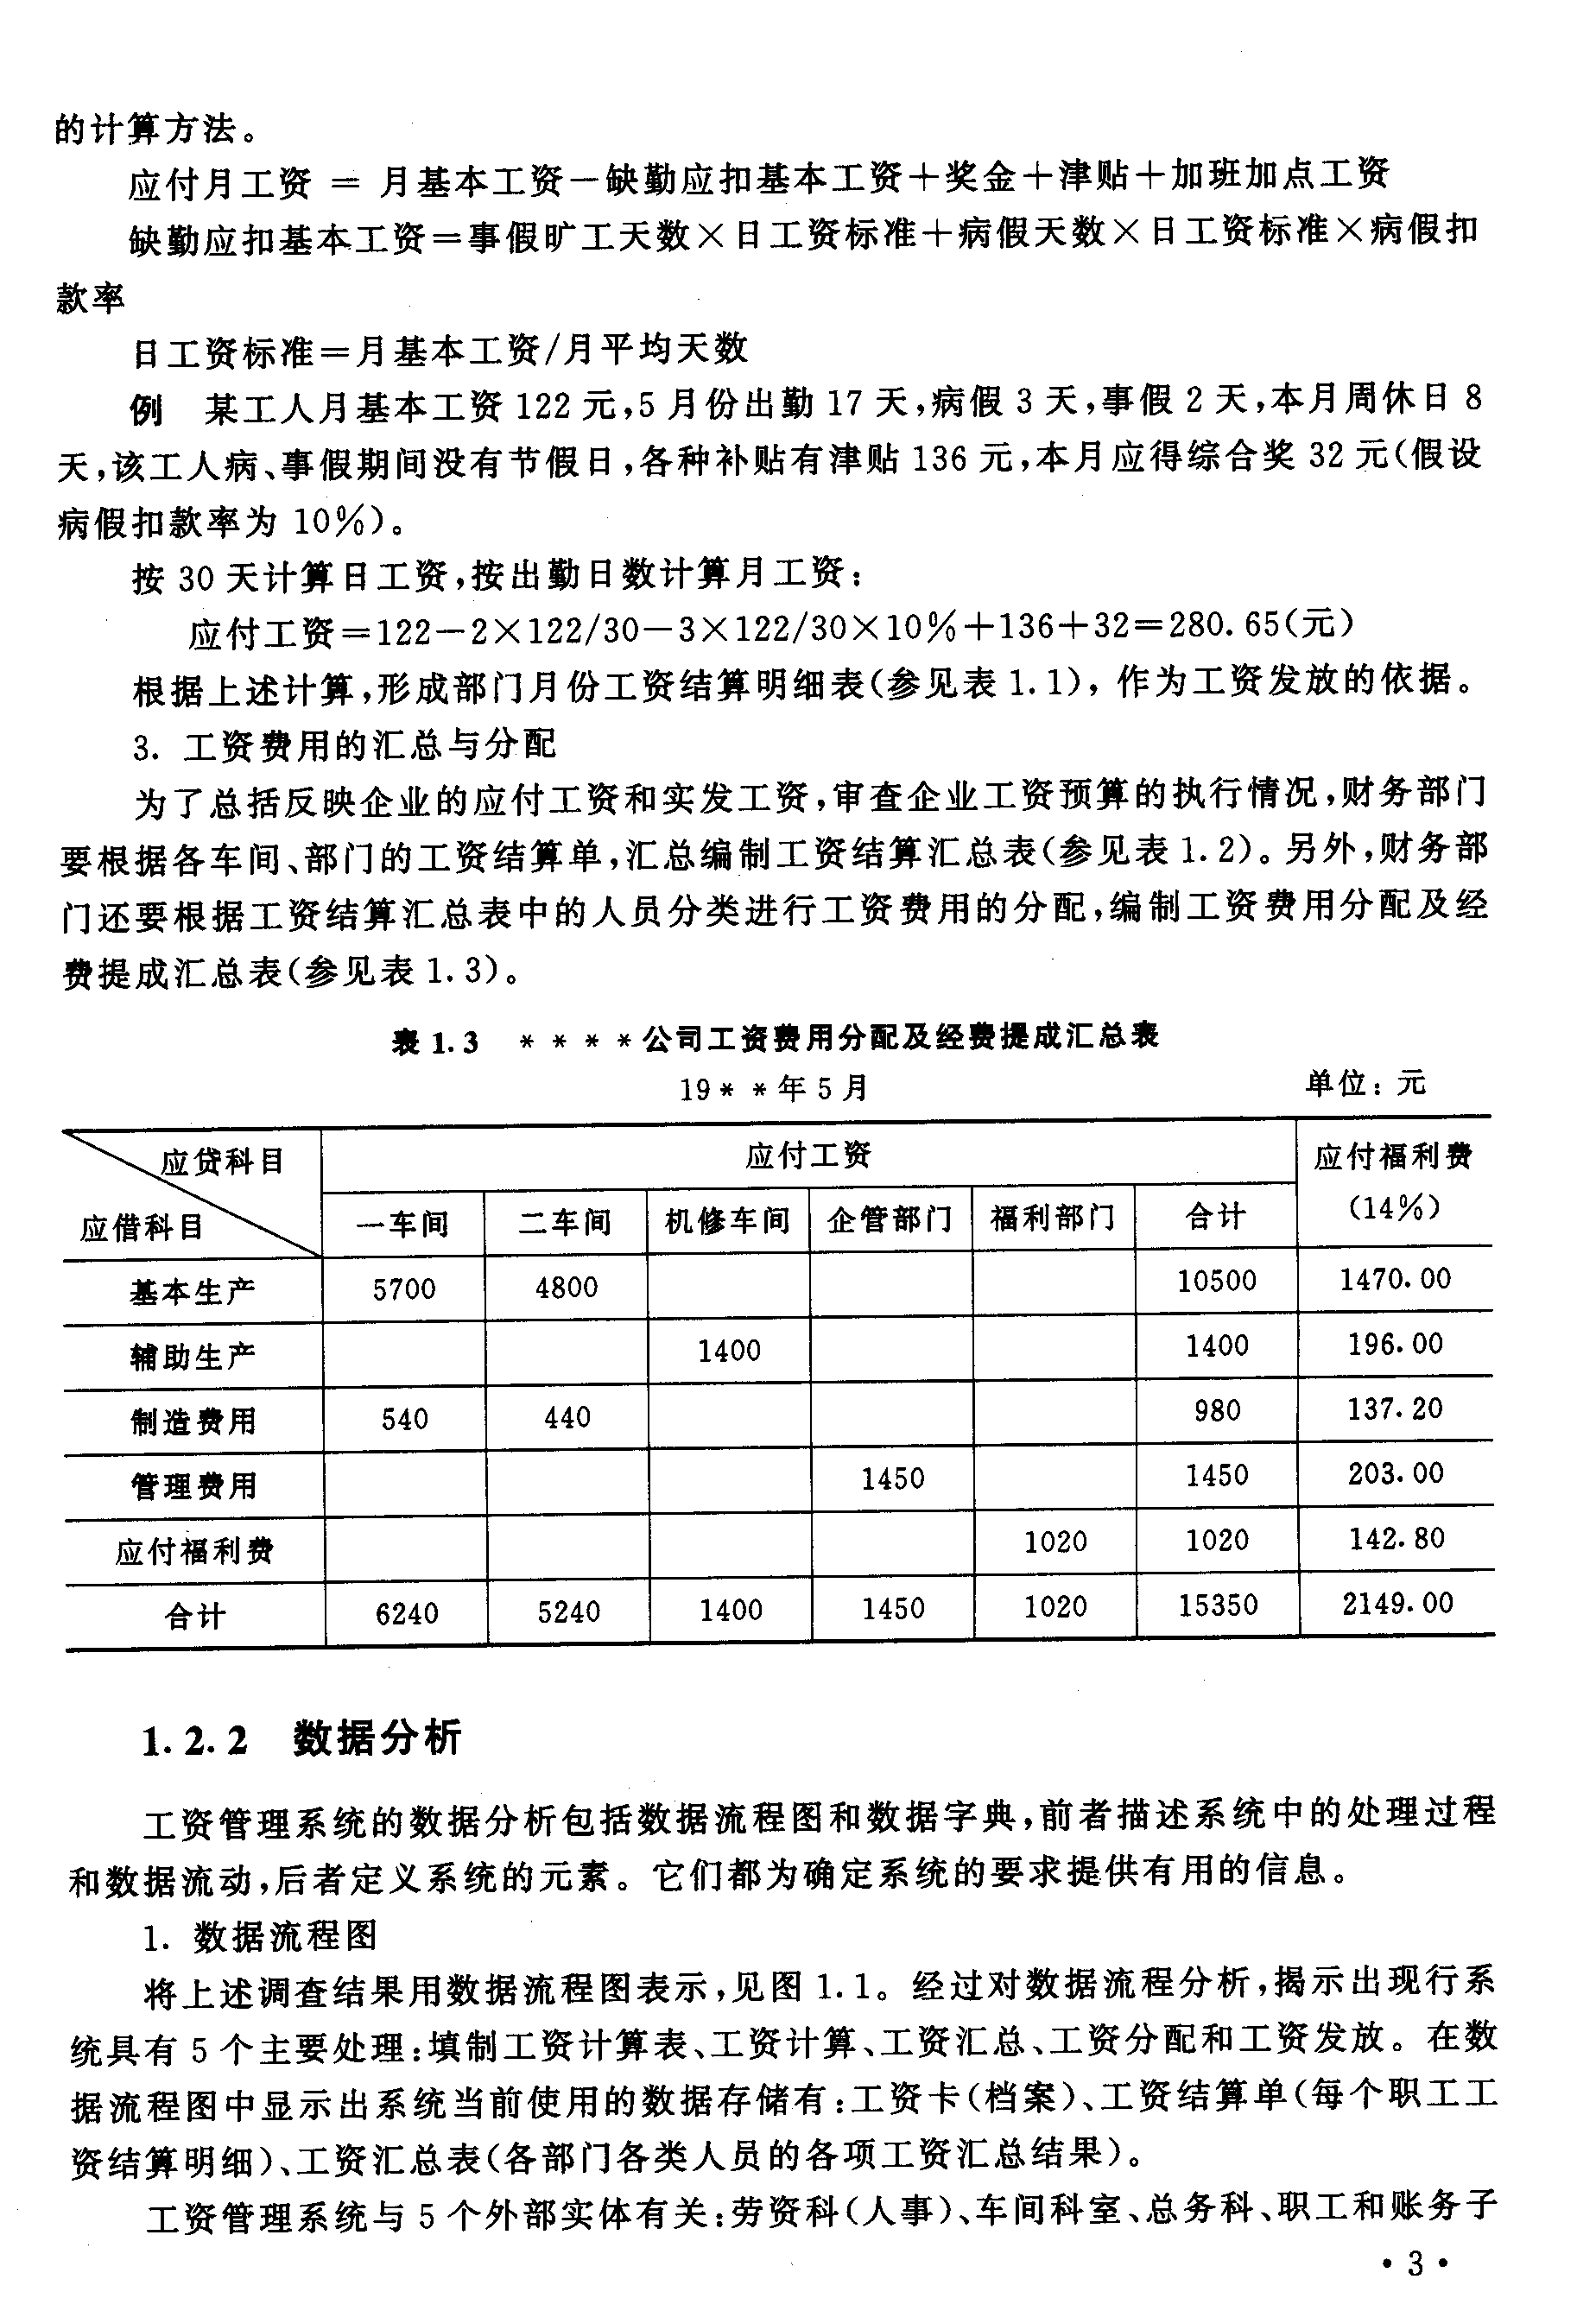 的计算方法。
应付月工资 = 月基本工资－缺勤应扣基本工资＋奖金＋津贴＋加班加点工资
缺勤应扣基本工资＝事假旷工天数×日工资标准＋病假天数×日工资标准×病假扣
款率
日工资标准＝月基本工资/月平均天数
例 某工人月基本工资 122 元,5 月份出勤 17 天,病假 3 天,事假 2 天,本月周休日 8
天,该工人病、事假期间没有节假日,各种补贴有津贴 136 元,本月应得综合奖 32 元(假设
病假扣款率为 10%)。
按 30 天计算日工资,按出勤日数计算月工资:
应付工资＝122－2×122/30－3×122/30×10%＋136＋32＝280.65(元)
根据上述计算,形成部门月份工资结算明细表(参见表 1.1), 作为工资发放的依据。
3. 工资费用的汇总与分配
为了总括反映企业的应付工资和实发工资,审查企业工资预算的执行情况,财务部门
要根据各车间、部门的工资结算单,汇总编制工资结算汇总表(参见表 1.2)。另外,财务部
门还要根据工资结算汇总表中的人员分类进行工资费用的分配,编制工资费用分配及经
费提成汇总表(参见表 1.3)。
表 1.3 * * * * 公司工资费用分配及经费提成汇总表
19 * * 年 5 月 单位: 元
应贷科目 应付工资 应付福利费
应借科目 一车间 二车间 机修车间 企管部门 福利部门 合计 (14%)
基本生产 5700 4800 10500 1470.00
辅助生产 1400 1400 196.00
制造费用 540 440 980 137.20
管理费用 1450 1450 203.00
应付福利费 1020 1020 142.80
合计 6240 5240 1400 1450 1020 15350 2149.00
1.2.2 数据分析
工资管理系统的数据分析包括数据流程图和数据字典,前者描述系统中的处理过程
和数据流动,后者定义系统的元素。它们都为确定系统的要求提供有用的信息。
1. 数据流程图
将上述调查结果用数据流程图表示,见图 1.1。经过对数据流程分析,揭示出现行系
统具有 5 个主要处理:填制工资计算表、工资计算、工资汇总、工资分配和工资发放。在数
据流程图中显示出系统当前使用的数据存储有:工资卡(档案)、工资结算单(每个职工工
资结算明细)、工资汇总表(各部门各类人员的各项工资汇总结果)。
工资管理系统与 5 个外部实体有关:劳资科(人事)、车间科室、总务科、职工和账务子
· 3 ·